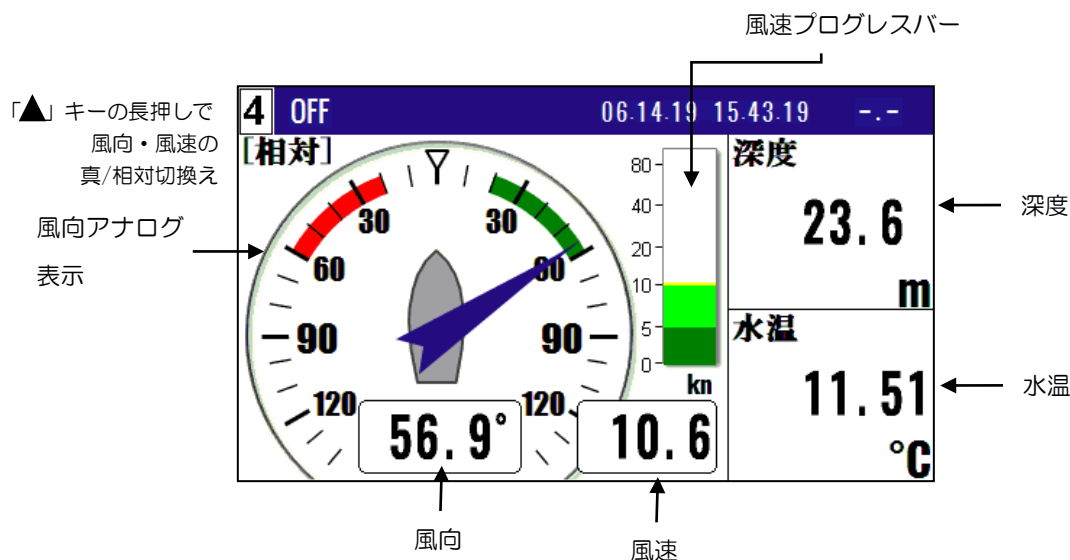 風速プログレスバー
「▲」キーの長押しで
風向・風速の
真/相対切換え
風向アナログ
表示
4 OFF 06.14.19 15.43.19 -.-
[相対]
30 30
60 60
90 90
120 120
56.9°
80
40
20
10
5
0
kn
10.6
深度
23.6
m
水温
11.51
°C
深度
水温
風向
風速